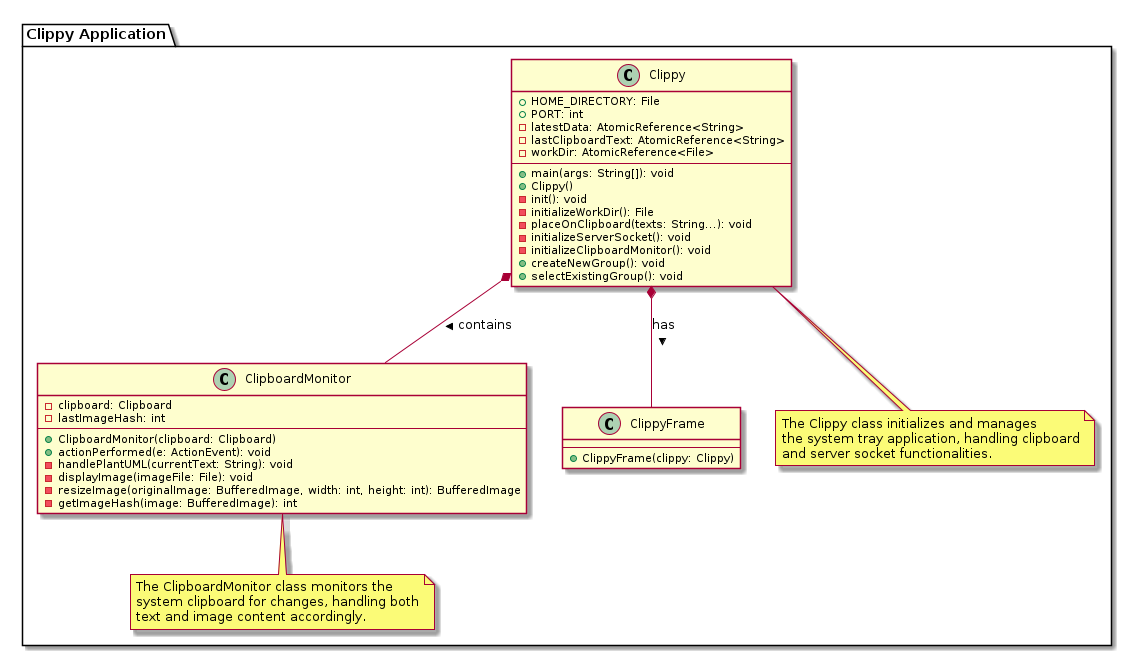 Clippy Application
C Clippy
HOME_DIRECTORY: File
PORT: int
latestData: AtomicReference<String>
lastClipboardText: AtomicReference<String>
workDir: AtomicReference<File>
main(args: String[]): void
Clippy()
init(): void
initializeWorkDir(): File
placeOnClipboard(texts: String...): void
initializeServerSocket(): void
initializeClipboardMonitor(): void
createNewGroup(): void
selectExistingGroup(): void
contains
has
C ClipboardMonitor
clipboard: Clipboard
lastImageHash: int
ClipboardMonitor(clipboard: Clipboard)
actionPerformed(e: ActionEvent): void
handlePlantUML(currentText: String): void
displayImage(imageFile: File): void
resizeImage(originalImage: BufferedImage, width: int, height: int): BufferedImage
getImageHash(image: BufferedImage): int
C ClippyFrame
ClippyFrame(clippy: Clippy)
The Clippy class initializes and manages
the system tray application, handling clipboard
and server socket functionalities.
The ClipboardMonitor class monitors the
system clipboard for changes, handling both
text and image content accordingly.